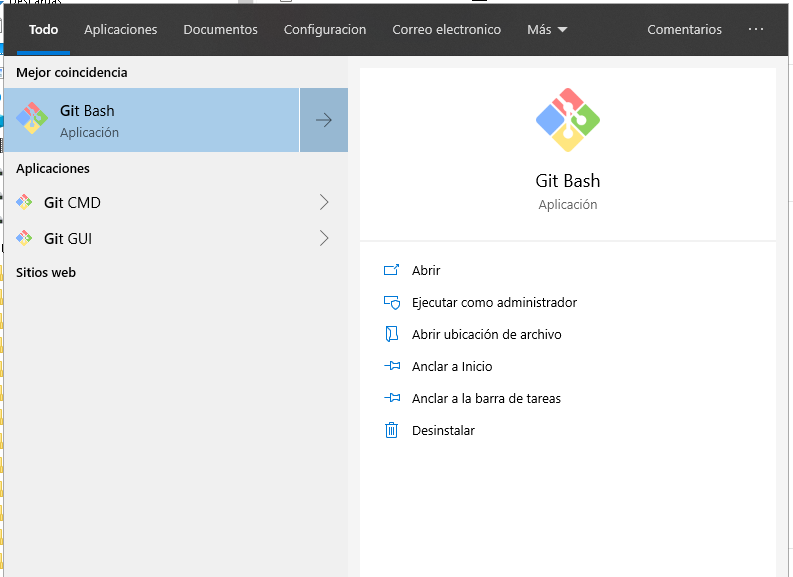 Descargas
Todo
Aplicaciones
Documentos
Configuracion
Correo electronico
Más
Comentarios
Mejor coincidencia
Git Bash
Aplicación
Aplicaciones
Git CMD
Git GUI
Sitios web
Git Bash
Aplicación
Abrir
Ejecutar como administrador
Abrir ubicación de archivo
Anclar a Inicio
Anclar a la barra de tareas
Desinstalar